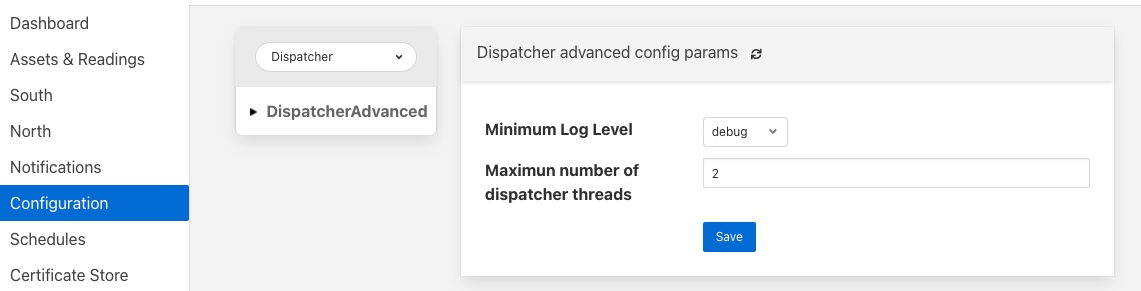 Dashboard
Assets & Readings
South
North
Notifications
Configuration
Schedules
Certificate Store
Dispatcher
DispatcherAdvanced
Dispatcher advanced config params
Minimum Log Level
debug
Maximun number of
dispatcher threads
2
Save